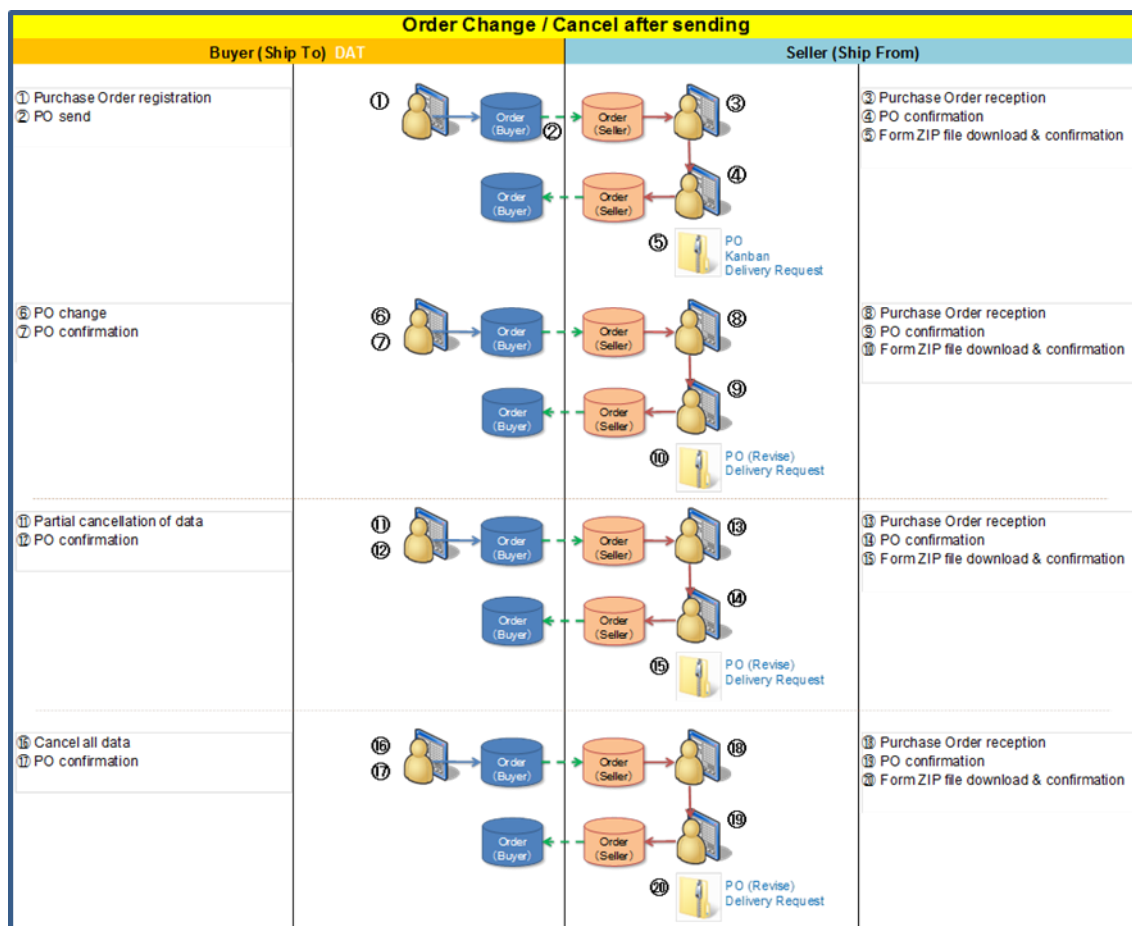 Order Change / Cancel after sending
Buyer (Ship To) DAT
Seller (Ship From)
① Purchase Order registration
② PO send
①
Order
(Buyer)
②
Order
(Seller)
③
③ Purchase Order reception
④ PO confirmation
⑤ Form ZIP file download & confirmation
Order
(Buyer)
Order
(Seller)
④
⑤
PO
Kanban
Delivery Request
⑥ PO change
⑦ PO confirmation
⑥
⑦
Order
(Buyer)
Order
(Seller)
⑧
⑧ Purchase Order reception
⑨ PO confirmation
⑩ Form ZIP file download & confirmation
Order
(Buyer)
Order
(Seller)
⑨
⑩
PO (Revise)
Delivery Request
⑪ Partial cancellation of data
⑫ PO confirmation
⑪
⑫
Order
(Buyer)
Order
(Seller)
⑬
⑬ Purchase Order reception
⑭ PO confirmation
⑮ Form ZIP file download & confirmation
Order
(Buyer)
Order
(Seller)
⑭
⑮
PO (Revise)
Delivery Request
⑯ Cancel all data
⑰ PO confirmation
⑯
⑰
Order
(Buyer)
Order
(Seller)
⑱
⑱ Purchase Order reception
⑲ PO confirmation
⑳ Form ZIP file download & confirmation
Order
(Buyer)
Order
(Seller)
⑲
⑳
PO (Revise)
Delivery Request